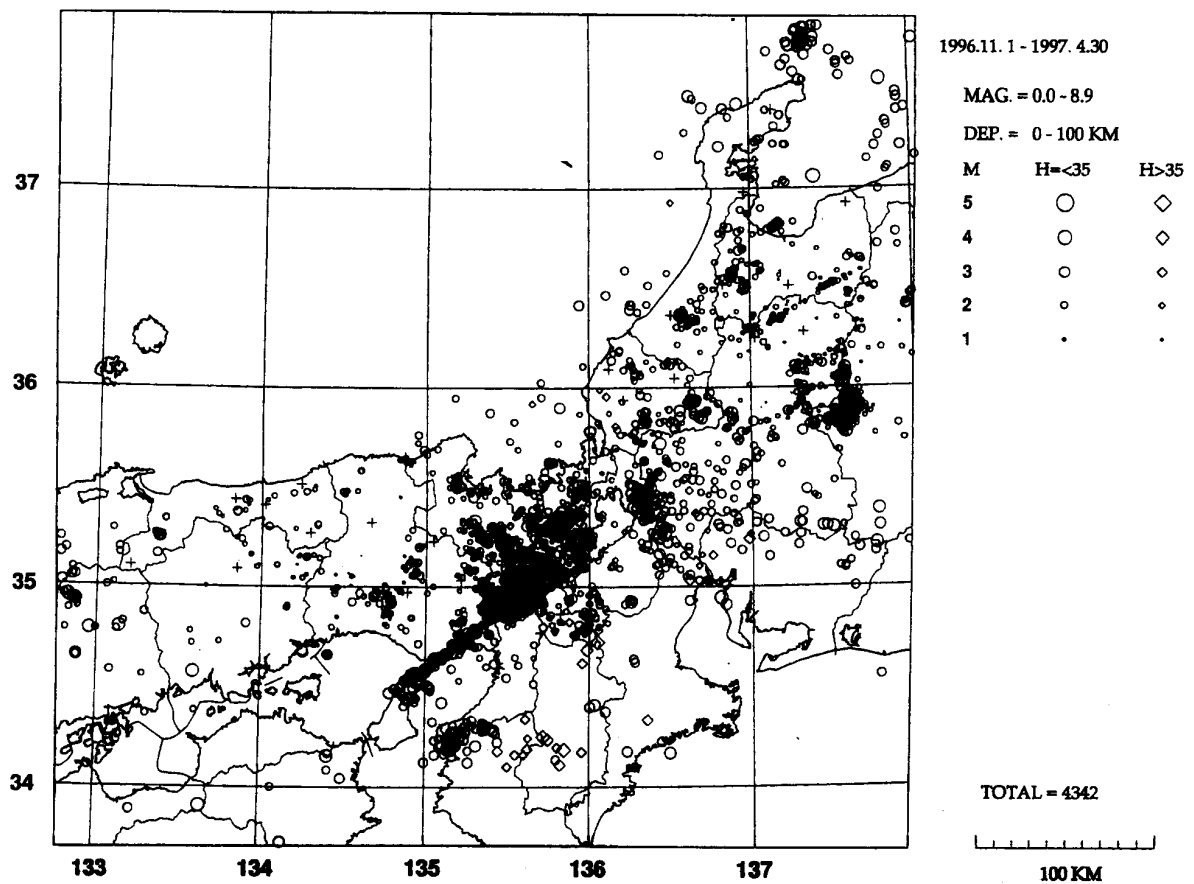 1996.11. 1 - 1997. 4.30
MAG. = 0.0 - 8.9
DEP. = 0 - 100 KM
M H=<35 H>35
5
4
3
2
1
37
36
35
34
133 134 135 136 137
TOTAL = 4342
100 KM